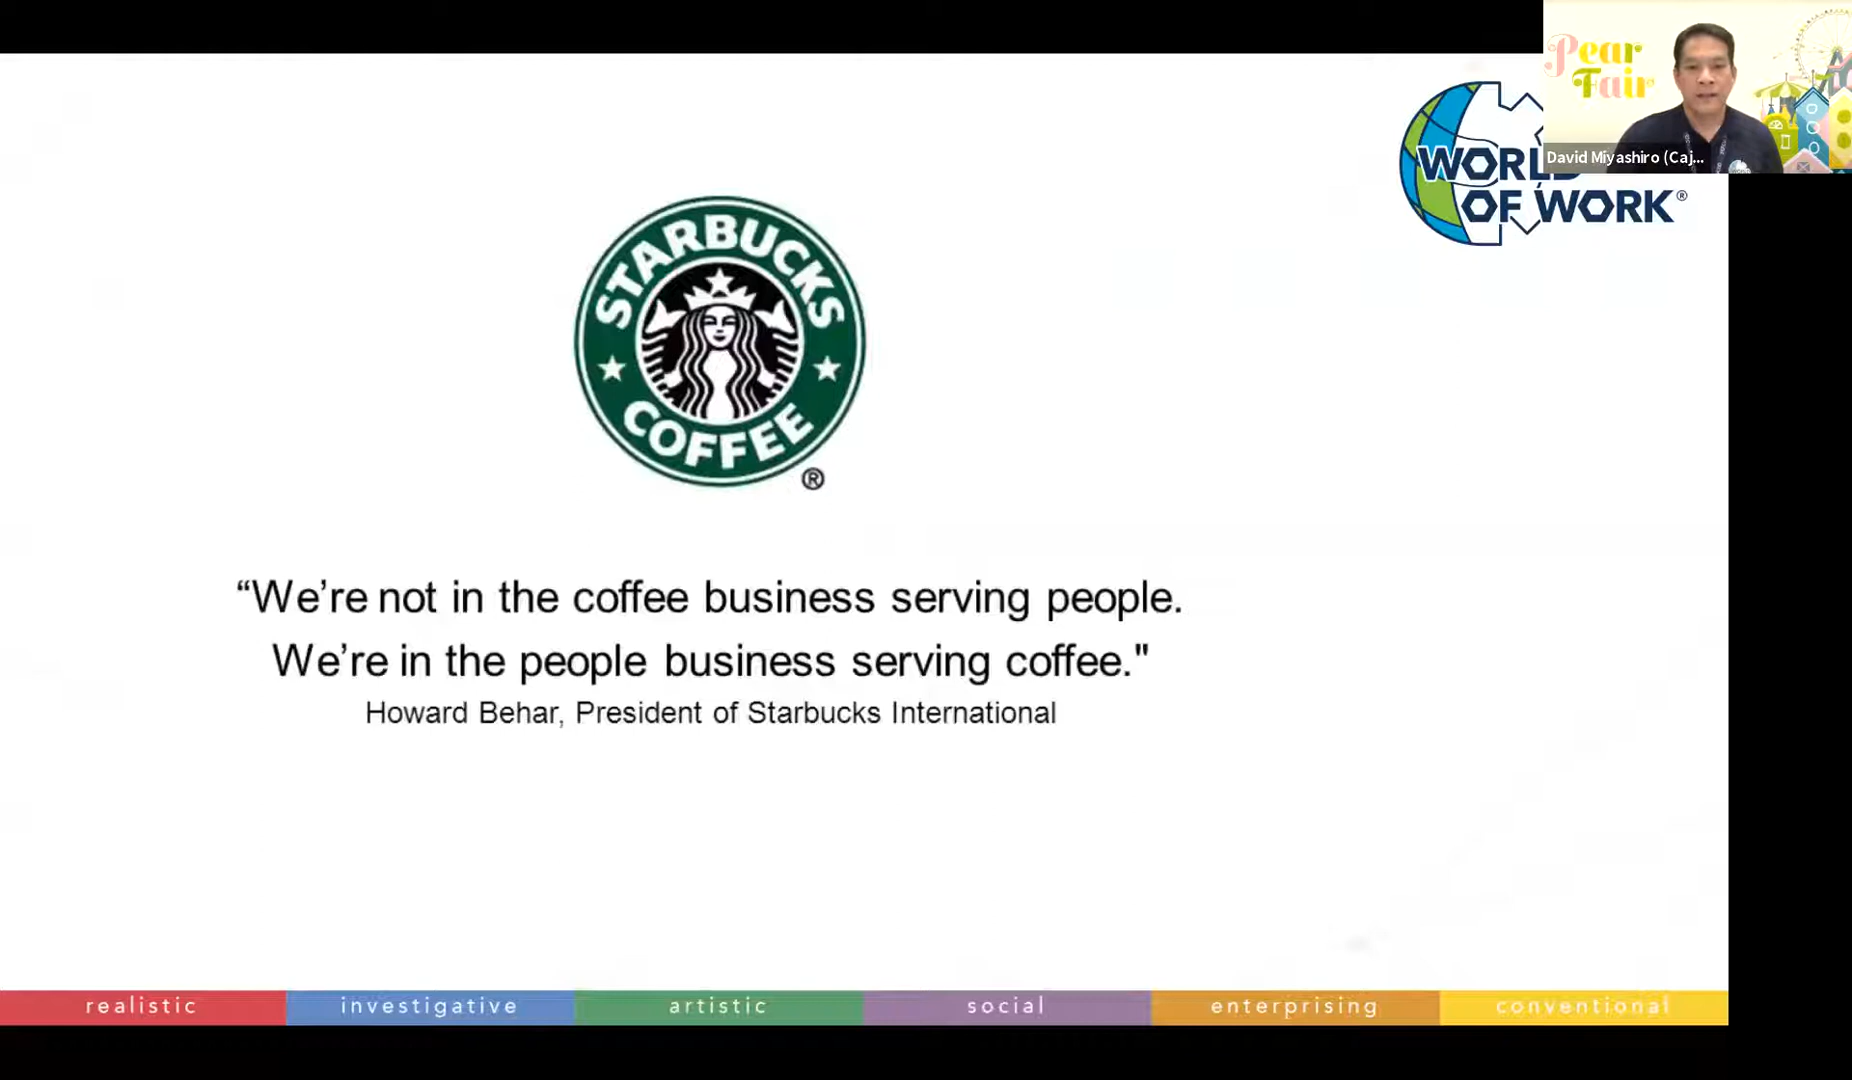 Pear
Fair
David Miyashiro (Caj...
WORLD
OF WORK®
STARBUCKS
COFFEE
®
“We’re not in the coffee business serving people.
We’re in the people business serving coffee."
Howard Behar, President of Starbucks International
realistic
investigative
artistic
social
enterprising
conventional